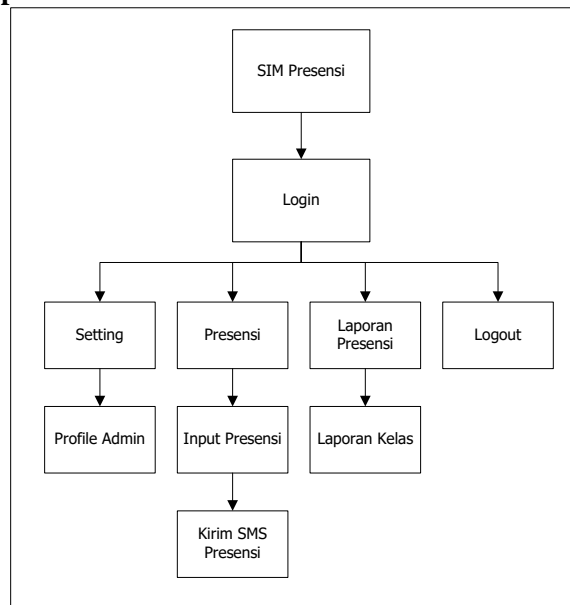 SIM Presensi
Login
Setting
Presensi
Laporan
Presensi
Logout
Profile Admin
Input Presensi
Laporan Kelas
Kirim SMS
Presensi